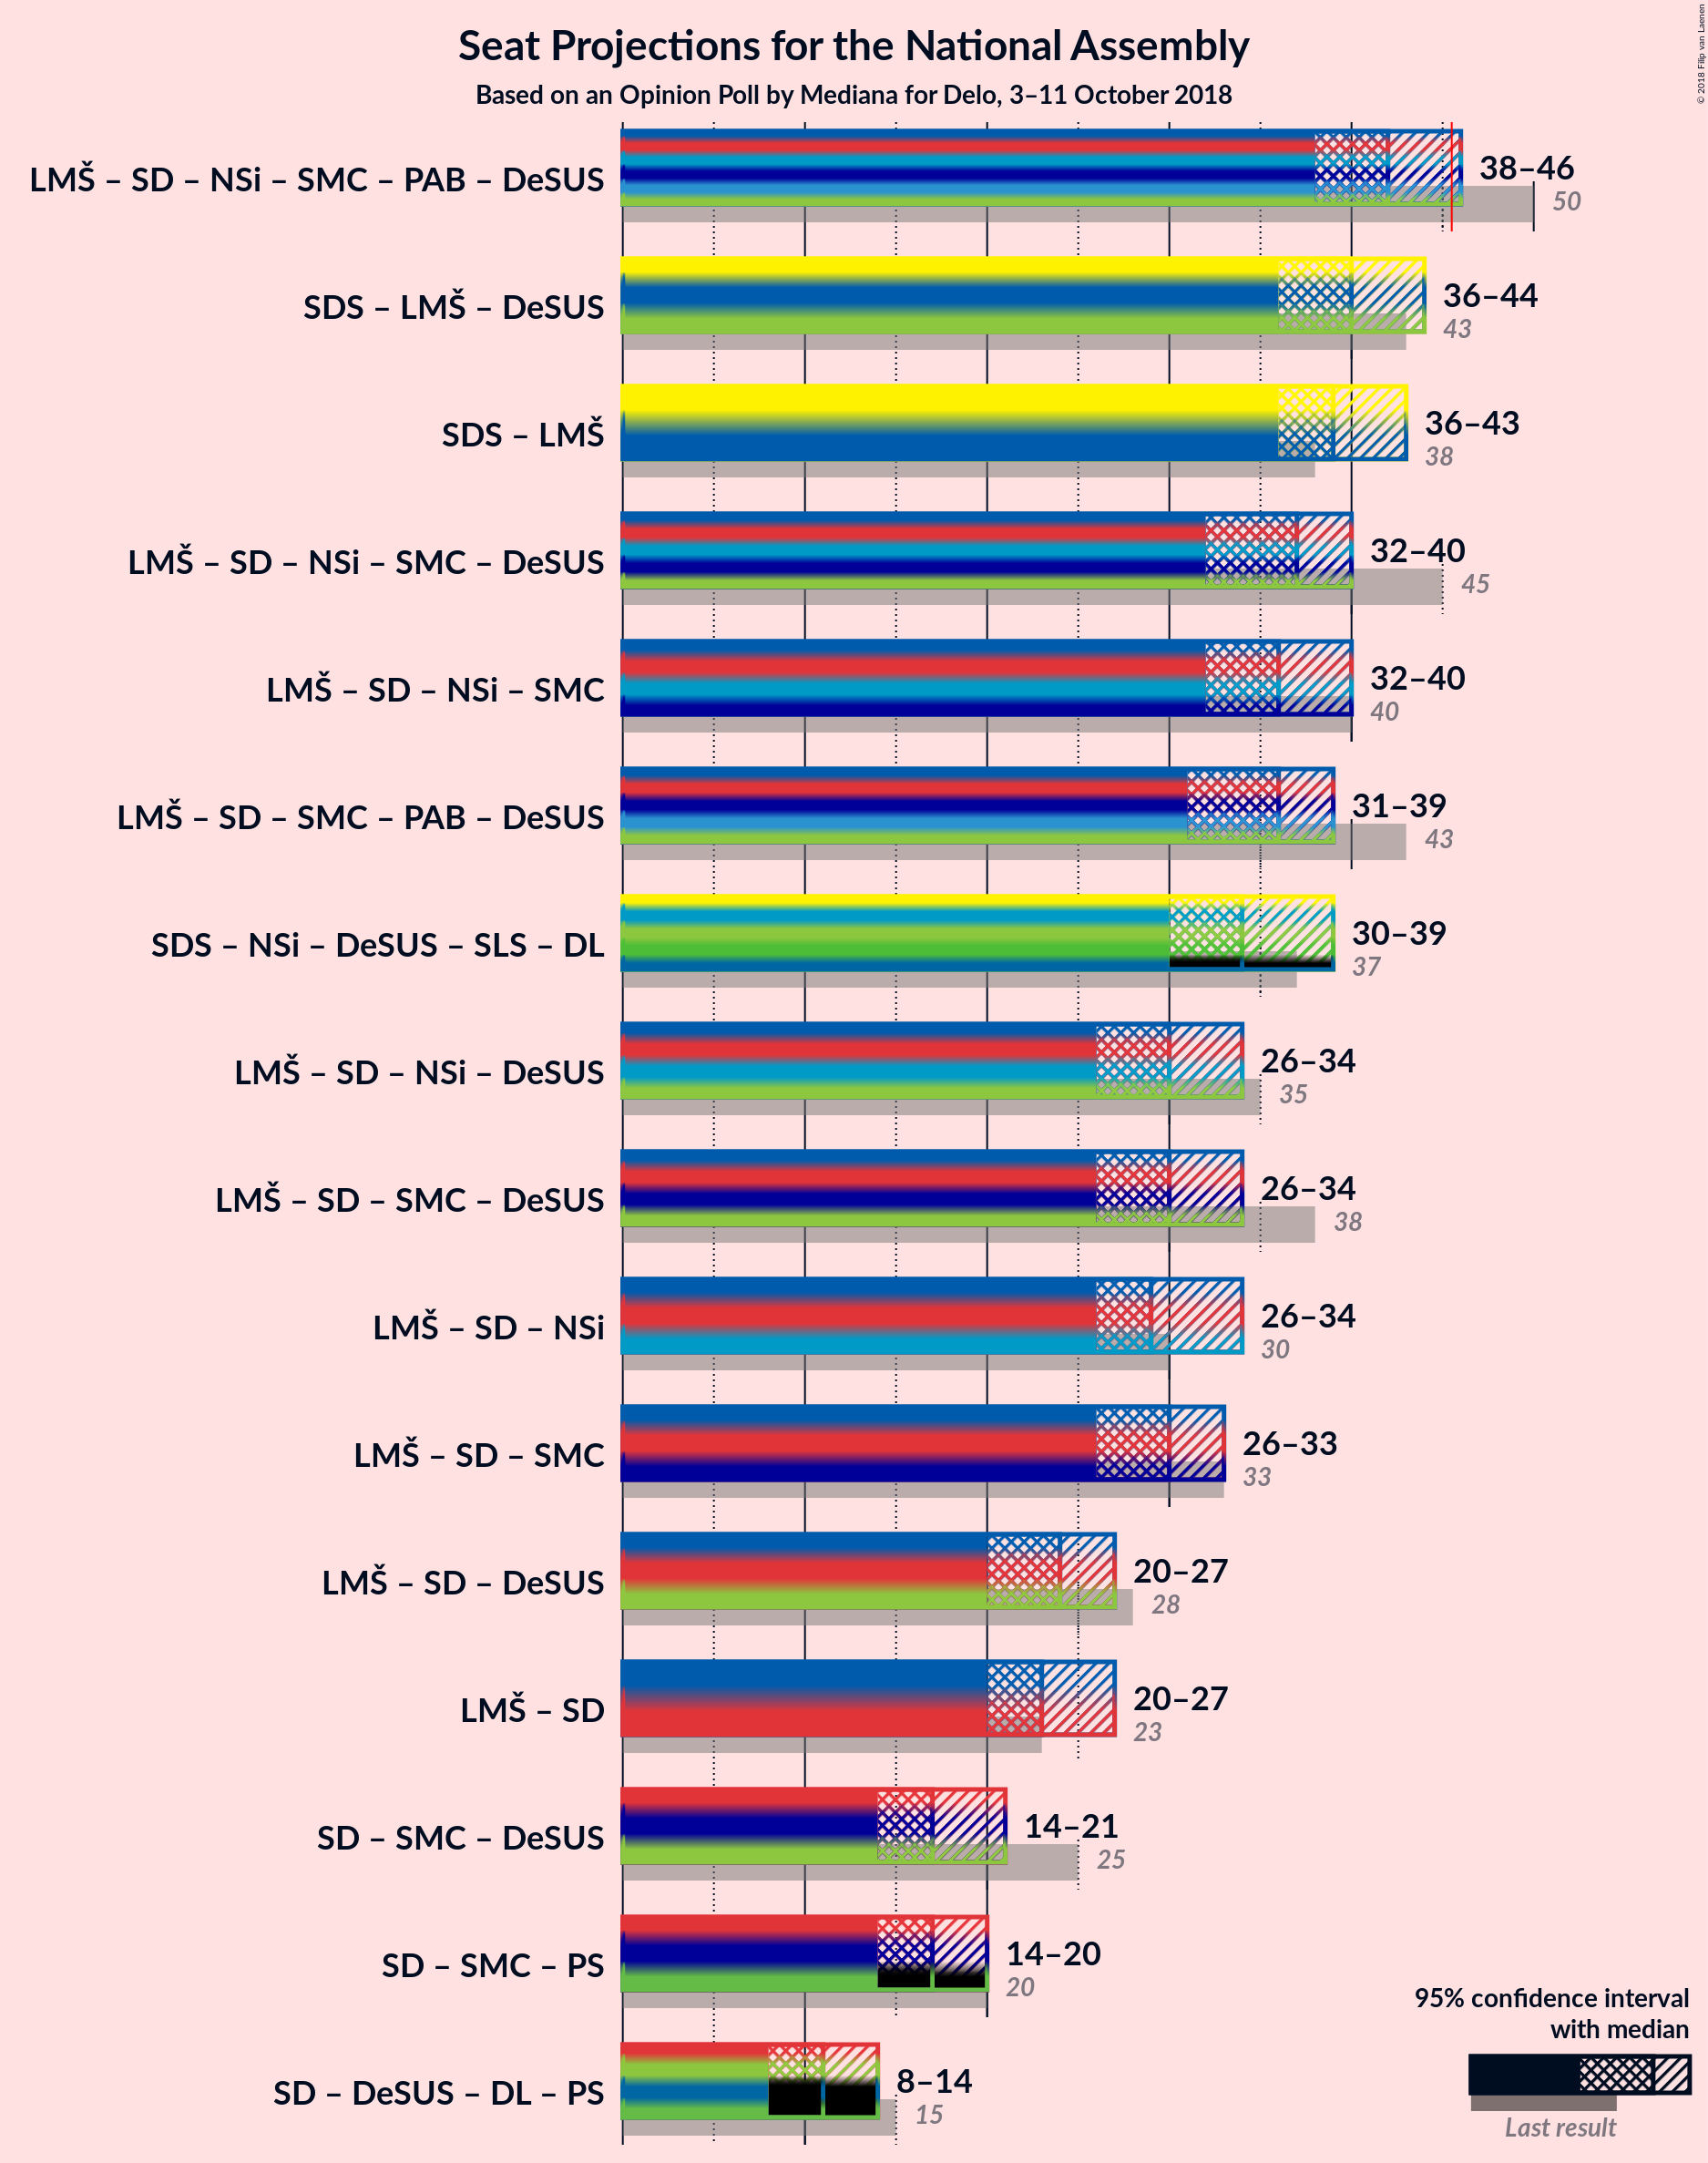 Seat Projections for the National Assembly
Based on an Opinion Poll by Mediana for Delo, 3–11 October 2018
© 2018 Filip van Laenen
LMŠ – SD – NSi – SMC – PAB – DeSUS
38–46
50
SDS – LMŠ – DeSUS
36–44
43
SDS – LMŠ
36–43
38
LMŠ – SD – NSi – SMC – DeSUS
32–40
45
LMŠ – SD – NSi – SMC
32–40
40
LMŠ – SD – SMC – PAB – DeSUS
31–39
43
SDS – NSi – DeSUS – SLS – DL
30–39
37
LMŠ – SD – NSi – DeSUS
26–34
35
LMŠ – SD – SMC – DeSUS
26–34
38
LMŠ – SD – NSi
26–34
30
LMŠ – SD – SMC
26–33
33
LMŠ – SD – DeSUS
20–27
28
LMŠ – SD
20–27
23
SD – SMC – DeSUS
14–21
25
SD – SMC – PS
14–20
20
SD – DeSUS – DL – PS
8–14
15
95% confidence interval
with median
Last result